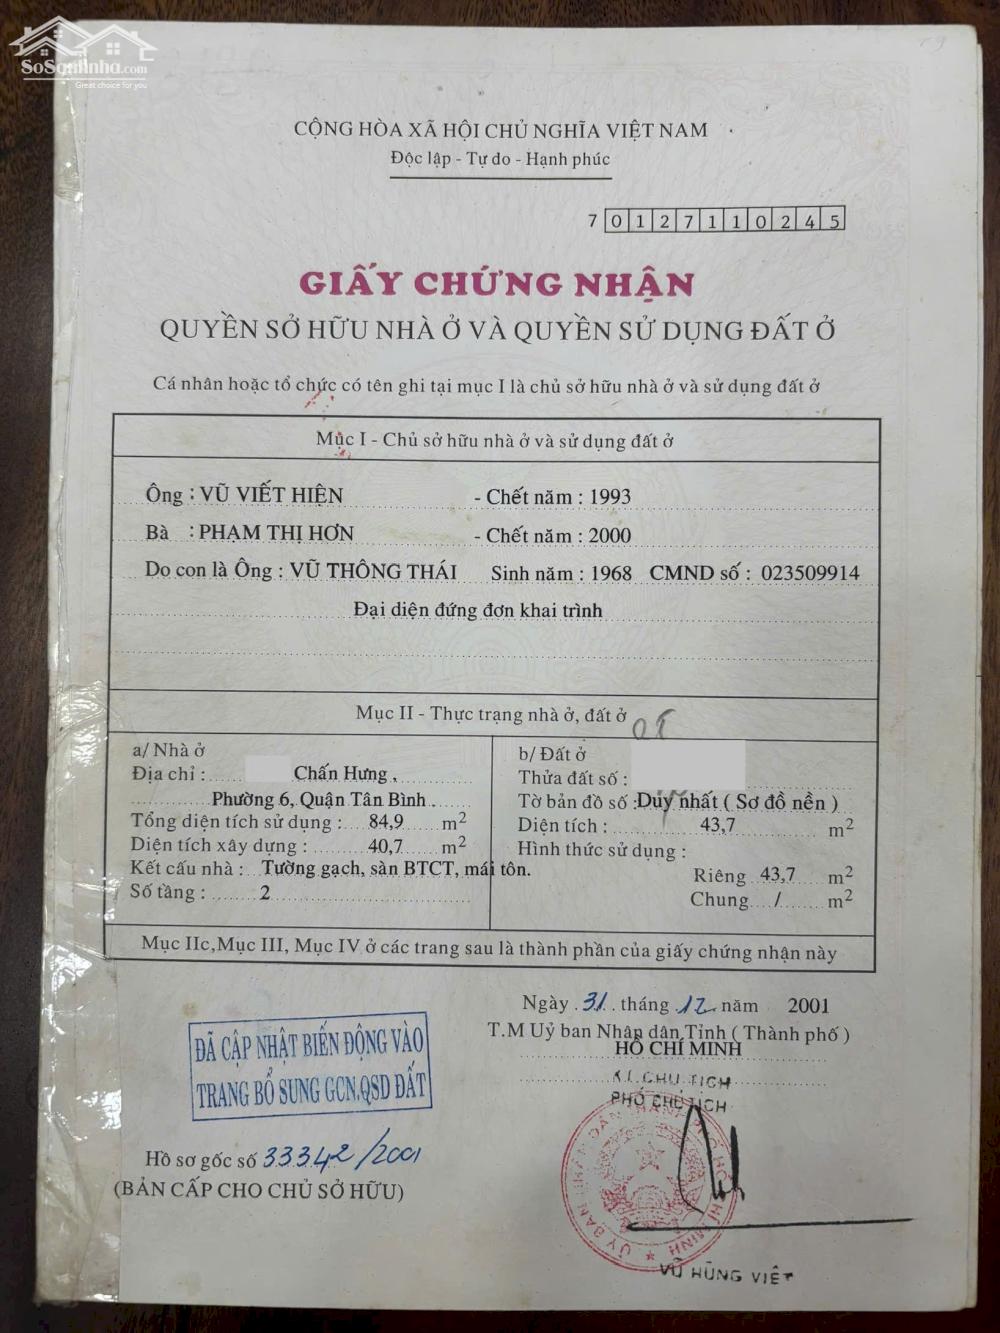 SoSanhnha.com
Great choice for you
CỘNG HÒA XÃ HỘI CHỦ NGHĨA VIỆT NAM
Độc lập - Tự do - Hạnh phúc
7 0127110245
GIẤY CHỨNG NHẬN
QUYỀN SỞ HỮU NHÀ Ở VÀ QUYỀN SỬ DỤNG ĐẤT Ở
Cá nhân hoặc tổ chức có tên ghi tại mục I là chủ sở hữu nhà ở và sử dụng đất ở
Mục I - Chủ sở hữu nhà ở và sử dụng đất ở
Ông : VŨ VIẾT HIỆN - Chết năm : 1993
Bà : PHẠM THỊ HƠN - Chết năm : 2000
Do con là Ông : VŨ THÔNG THÁI Sinh năm : 1968 CMND số : 023509914
Đại diện đứng đơn khai trình
Mục II - Thực trạng nhà ở, đất ở
a/ Nhà ở
Địa chỉ : Chấn Hưng ,
Phường 6, Quận Tân Bình
Tổng diện tích sử dụng : 84,9 m2
Diện tích xây dựng : 40,7 m2
Kết cấu nhà : Tường gạch, sàn BTCT, mái tôn.
Số tầng : 2
b/ Đất ở
Thửa đất số :
Tờ bản đồ số : Duy nhất ( Sơ đồ nền )
Diện tích : 43,7 m2
Hình thức sử dụng :
Riêng 43,7 m2
Chung / m2
Mục IIc,Mục III, Mục IV ở các trang sau là thành phần của giấy chứng nhận này
Ngày 31 tháng 12 năm 2001
T.M Uỷ ban Nhân dân Tỉnh ( Thành phố )
HỒ CHÍ MINH
K.T. CHỦ TỊCH
PHÓ CHỦ TỊCH
ĐÃ CẬP NHẬT BIẾN ĐỘNG VÀO
TRANG BỔ SUNG GCN.QSD ĐẤT
Hồ sơ gốc số 33342/2001
(BẢN CẤP CHO CHỦ SỞ HỮU)
VŨ HÙNG VIỆT